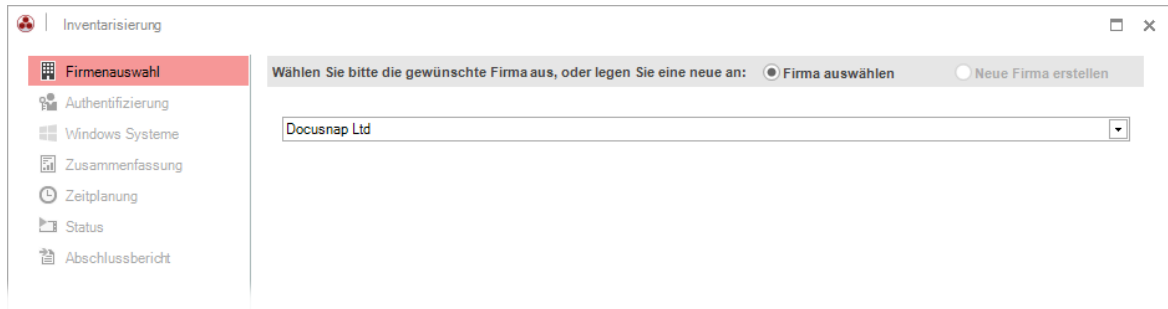 Inventarisierung
Firmenauswahl
Wählen Sie bitte die gewünschte Firma aus, oder legen Sie eine neue an: Firma auswählen Neue Firma erstellen
Authentifizierung
Docusnap Ltd
Windows Systeme
Zusammenfassung
Zeitplanung
Status
Abschlussbericht